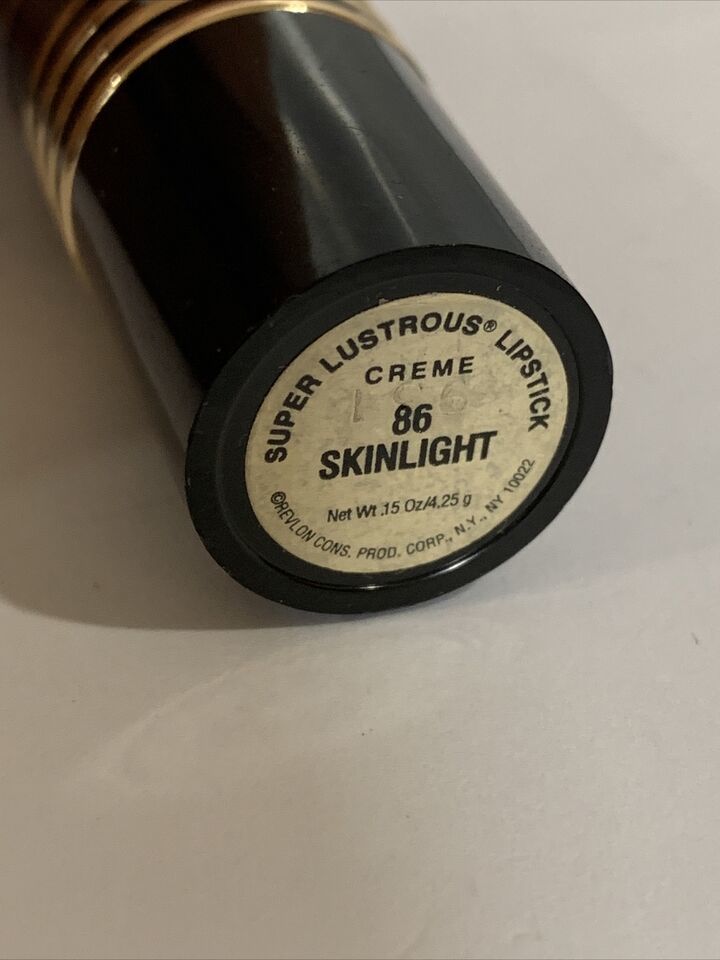 SUPER LUSTROUS® LIPSTICK
CREME
86
SKINLIGHT
Net Wt .15 Oz/4.25 g
©REVLON CONS. PROD. CORP., N.Y., NY 10022